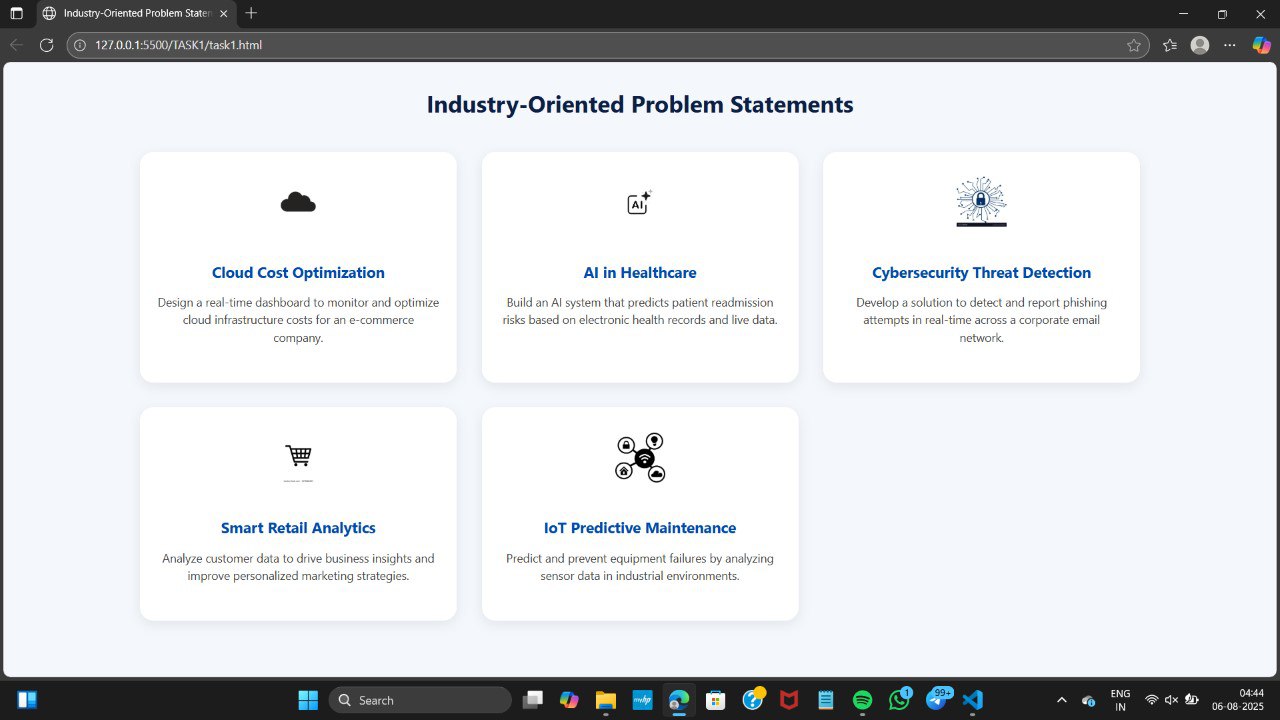 Industry-Oriented Problem Staten
127.0.0.1:5500/TASK1/task1.html
Industry-Oriented Problem Statements
AI
Cloud Cost Optimization
Design a real-time dashboard to monitor and optimize
cloud infrastructure costs for an e-commerce
company.
AI in Healthcare
Build an AI system that predicts patient readmission
risks based on electronic health records and live data.
Cybersecurity Threat Detection
Develop a solution to detect and report phishing
attempts in real-time across a corporate email
network.
Smart Retail Analytics
Analyze customer data to drive business insights and
improve personalized marketing strategies.
IoT Predictive Maintenance
Predict and prevent equipment failures by analyzing
sensor data in industrial environments.
Search
myhp
1
99+
ENG
IN
04:44
06-08-2025